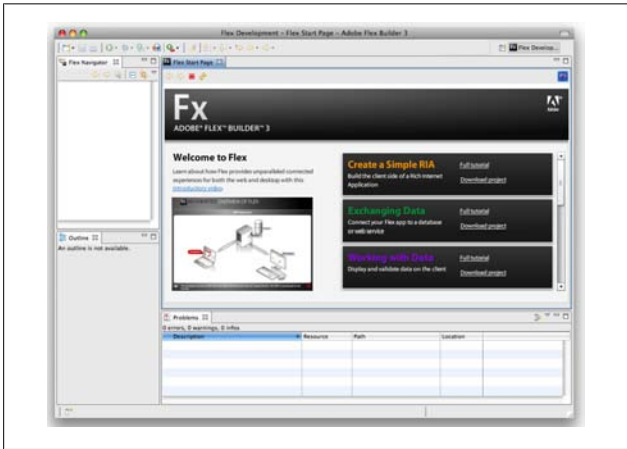 Flex Development - Flex Start Page - Adobe Flex Builder 3
Flex Develop...
Flex Navigator
Flex Start Page
Fx
ADOBE® FLEX™ BUILDER™ 3
Adobe
Welcome to Flex
Learn about how Flex provides unparalleled connected
experiences for both the web and desktop with this
introductory video.
OVERVIEW OF FLEX
Create a Simple RIA
Build the client side of a Rich Internet
Application
Full tutorial
Download project
Exchanging Data
Connect your Flex app to a database
or web service
Full tutorial
Download project
Working with Data
Display and validate data on the client
Full tutorial
Download project
Outline
An outline is not available.
Problems
0 errors, 0 warnings, 0 infos
Description
Resource
Path
Location